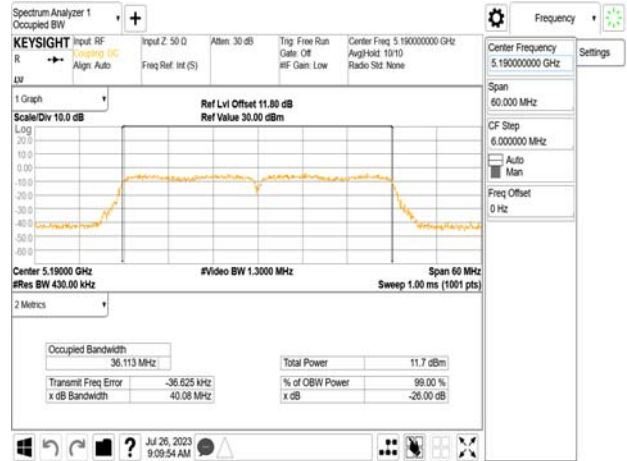 Spectrum Analyzer 1
Occupied BW
+
Frequency
KEYSIGHT
Input: RF
Input Z: 50 Ω
Atten: 30 dB
Trig: Free Run
Center Freq: 5.190000000 GHz
R
Coupling: DC
Gate: Off
Avg|Hold: 10/10
Align: Auto
Freq Ref: Int (S)
#IF Gain: Low
Radio Std: None
Center Frequency
5.190000000 GHz
Settings
Span
60.000 MHz
CF Step
6.000000 MHz
Auto
Man
Freq Offset
0 Hz
1 Graph
Ref Lvl Offset 11.80 dB
Scale/Div 10.0 dB
Ref Value 30.00 dBm
Log
20.0
10.0
0.00
-10.0
-20.0
-30.0
-40.0
-50.0
-60.0
Center 5.19000 GHz
#Video BW 1.3000 MHz
Span 60 MHz
#Res BW 430.00 kHz
Sweep 1.00 ms (1001 pts)
2 Metrics
Occupied Bandwidth
36.113 MHz
Total Power 11.7 dBm
Transmit Freq Error -36.625 kHz
% of OBW Power 99.00 %
x dB Bandwidth 40.08 MHz
x dB -26.00 dB
?
Jul 26, 2023
9:09:54 AM